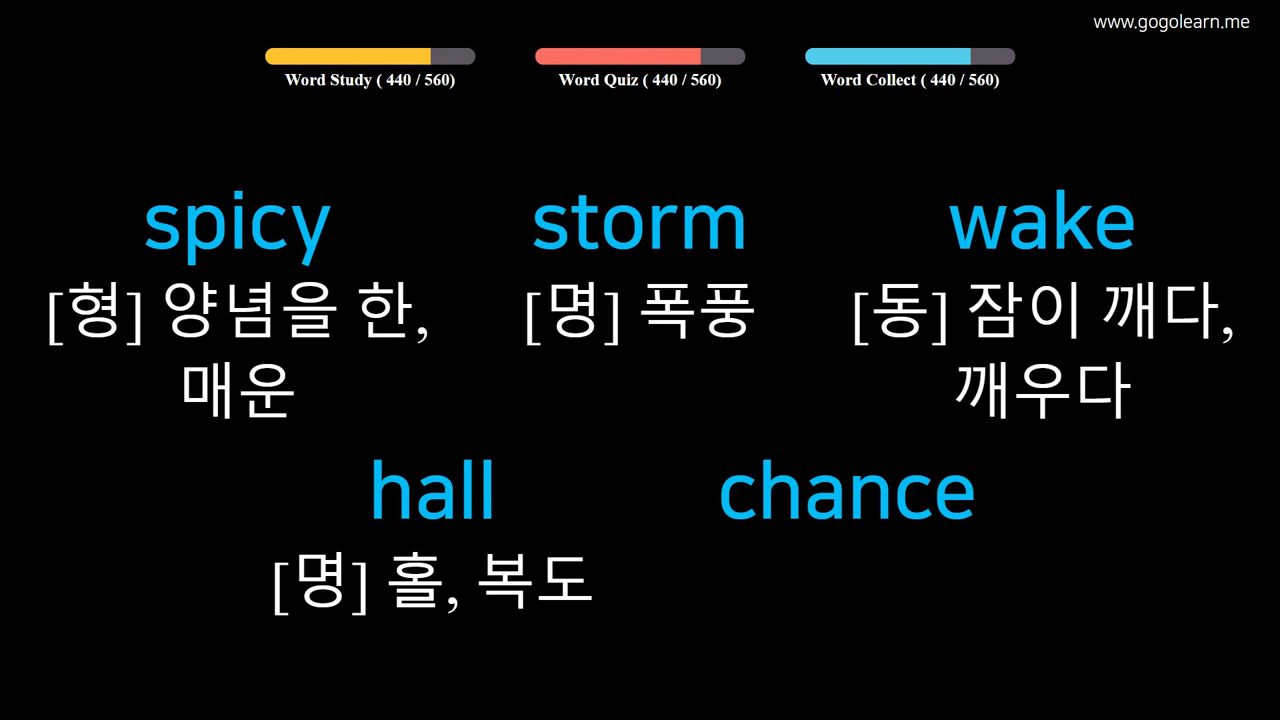 www.gogolearn.me
Word Study ( 440 / 560)
Word Quiz ( 440 / 560)
Word Collect ( 440 / 560)
spicy
[형] 양념을 한,
매운
storm
[명] 폭풍
wake
[동] 잠이 깨다,
깨우다
hall
[명] 홀, 복도
chance